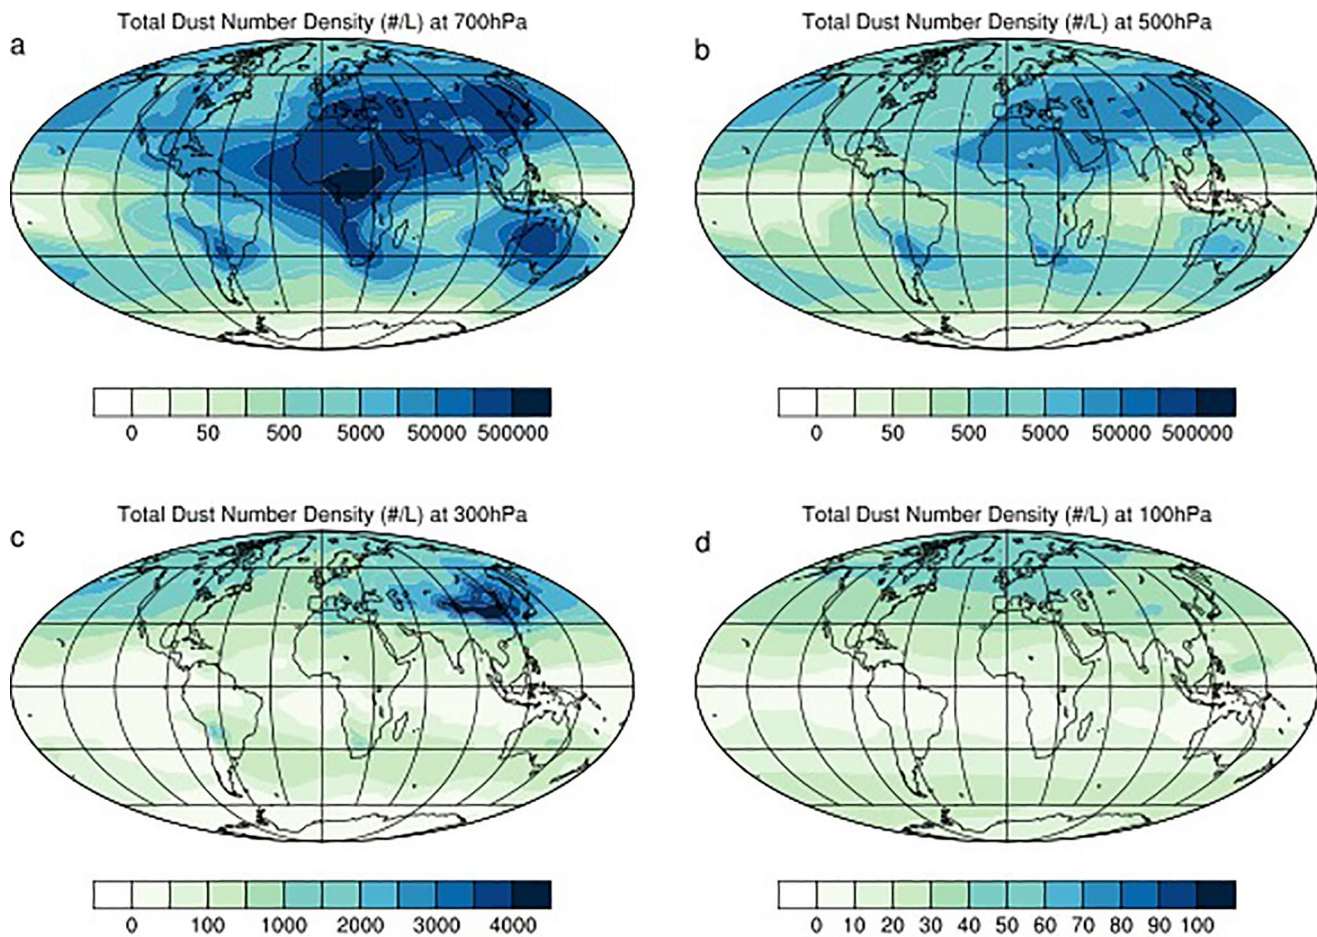 Total Dust Number Density (#/L) at 700hPa
a
0 50 500 5000 50000 500000
Total Dust Number Density (#/L) at 500hPa
b
0 50 500 5000 50000 500000
Total Dust Number Density (#/L) at 300hPa
c
0 100 1000 2000 3000 4000
Total Dust Number Density (#/L) at 100hPa
d
0 10 20 30 40 50 60 70 80 90 100